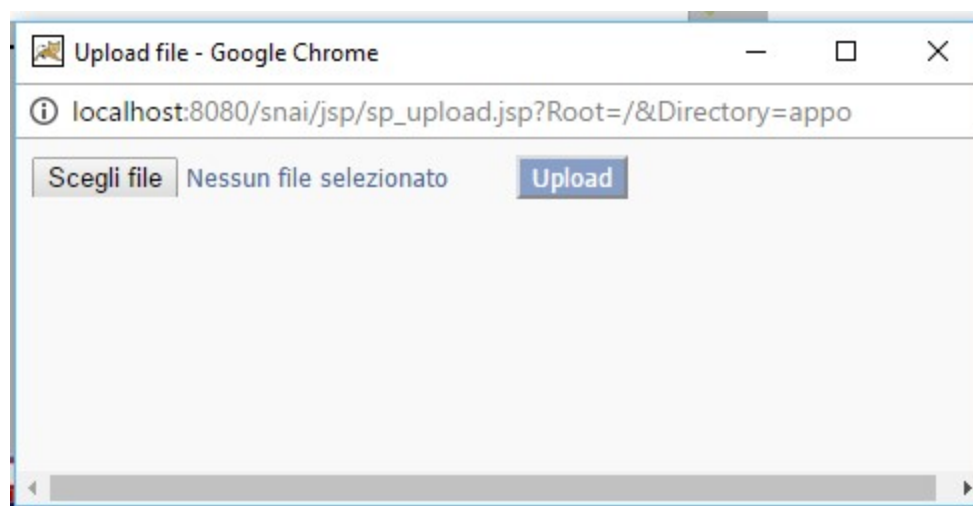 Upload file - Google Chrome
localhost:8080/snai/jsp/sp_upload.jsp?Root=/&Directory=appo
Scegli file Nessun file selezionato Upload